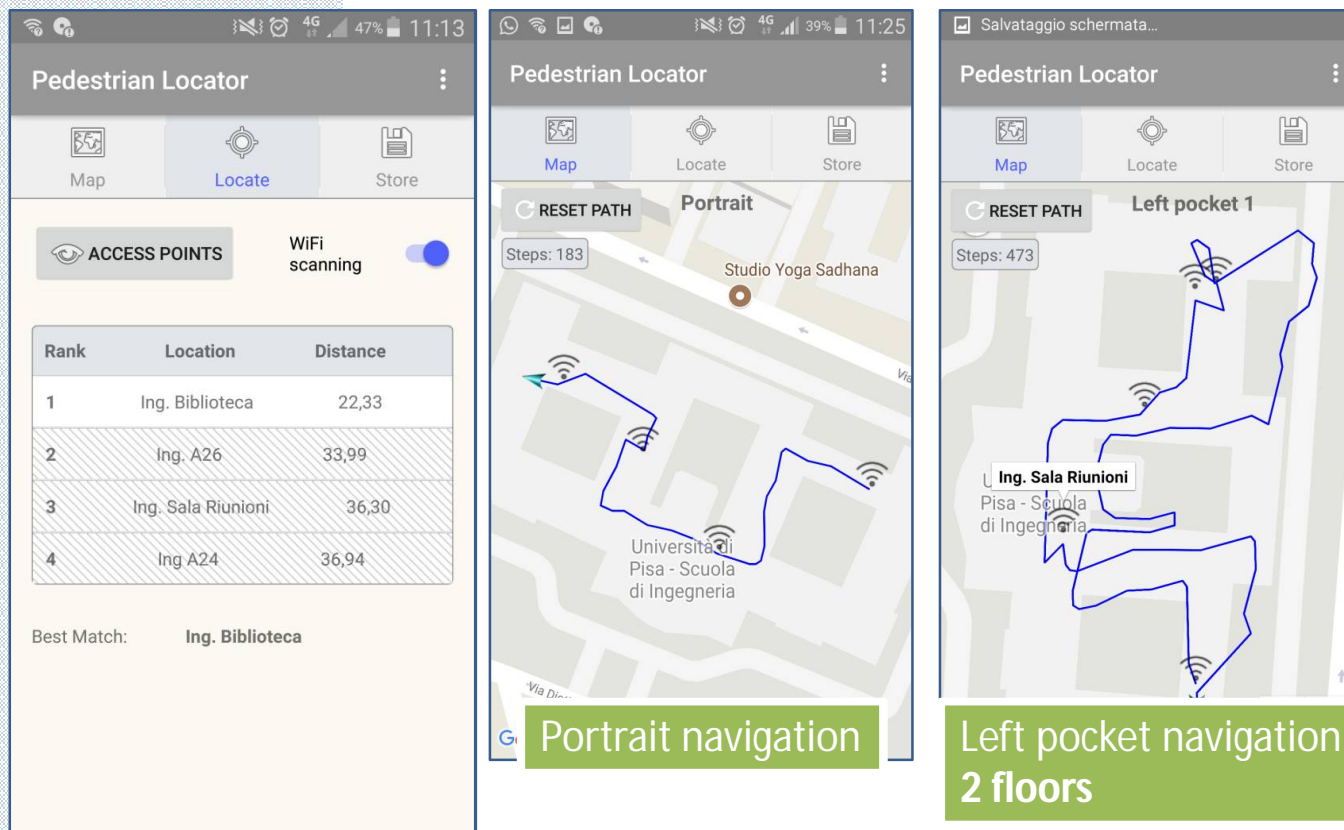 4G 47% 11:13
Pedestrian Locator
Map Locate Store
ACCESS POINTS
WiFi
scanning
Rank Location Distance
1 Ing. Biblioteca 22,33
2 Ing. A26 33,99
3 Ing. Sala Riunioni 36,30
4 Ing A24 36,94
Best Match: Ing. Biblioteca
4G 39% 11:25
Pedestrian Locator
Map Locate Store
RESET PATH Portrait
Steps: 183
Studio Yoga Sadhana
Via
Università di
Pisa - Scuola
di Ingegneria
Via
Portrait navigation
Salvataggio schermata...
Pedestrian Locator
Map Locate Store
RESET PATH Left pocket 1
Steps: 473
Ing. Sala Riunioni
Pisa - Scuola
di Ingegneria
Left pocket navigation
2 floors